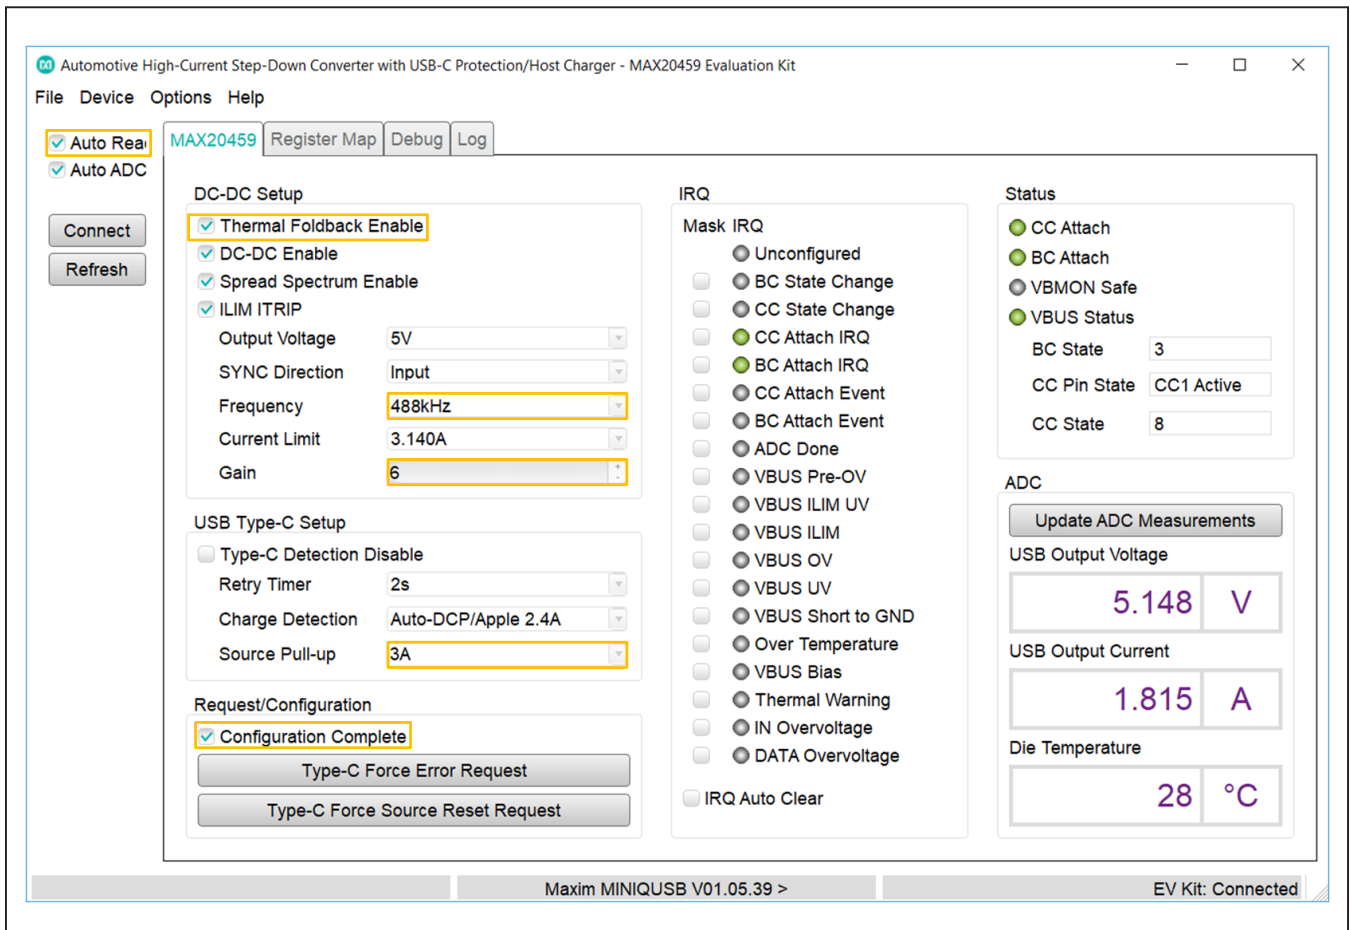 Automotive High-Current Step-Down Converter with USB-C Protection/Host Charger - MAX20459 Evaluation Kit
File Device Options Help
Auto Rea
Auto ADC
Connect
Refresh
MAX20459 Register Map Debug Log
DC-DC Setup
Thermal Foldback Enable
DC-DC Enable
Spread Spectrum Enable
ILIM ITRIP
Output Voltage 5V
SYNC Direction Input
Frequency 488kHz
Current Limit 3.140A
Gain 6
USB Type-C Setup
Type-C Detection Disable
Retry Timer 2s
Charge Detection Auto-DCP/Apple 2.4A
Source Pull-up 3A
Request/Configuration
Configuration Complete
Type-C Force Error Request
Type-C Force Source Reset Request
IRQ
Mask IRQ
Unconfigured
BC State Change
CC State Change
CC Attach IRQ
BC Attach IRQ
CC Attach Event
BC Attach Event
ADC Done
VBUS Pre-OV
VBUS ILIM UV
VBUS ILIM
VBUS OV
VBUS UV
VBUS Short to GND
Over Temperature
VBUS Bias
Thermal Warning
IN Overvoltage
DATA Overvoltage
IRQ Auto Clear
Status
CC Attach
BC Attach
VBMON Safe
VBUS Status
BC State 3
CC Pin State CC1 Active
CC State 8
ADC
Update ADC Measurements
USB Output Voltage
5.148 V
USB Output Current
1.815 A
Die Temperature
28 °C
Maxim MINIQUSB V01.05.39 >
EV Kit: Connected